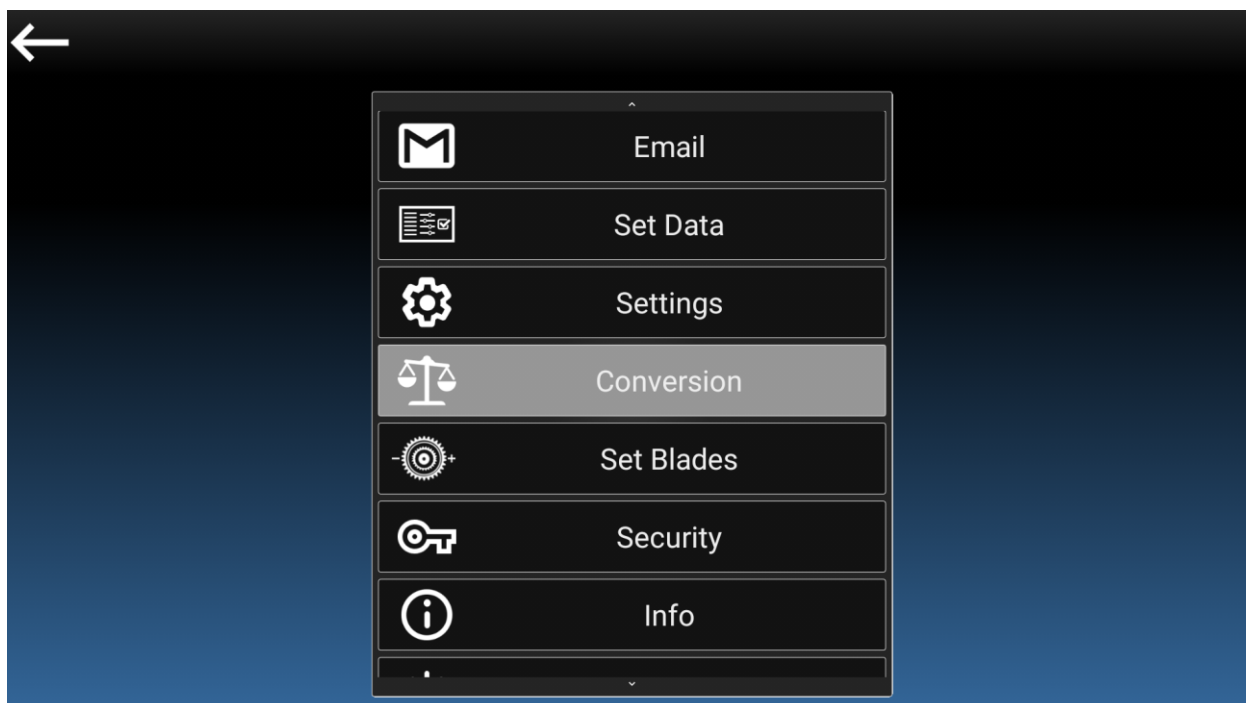 Email
Set Data
Settings
Conversion
Set Blades
Security
Info